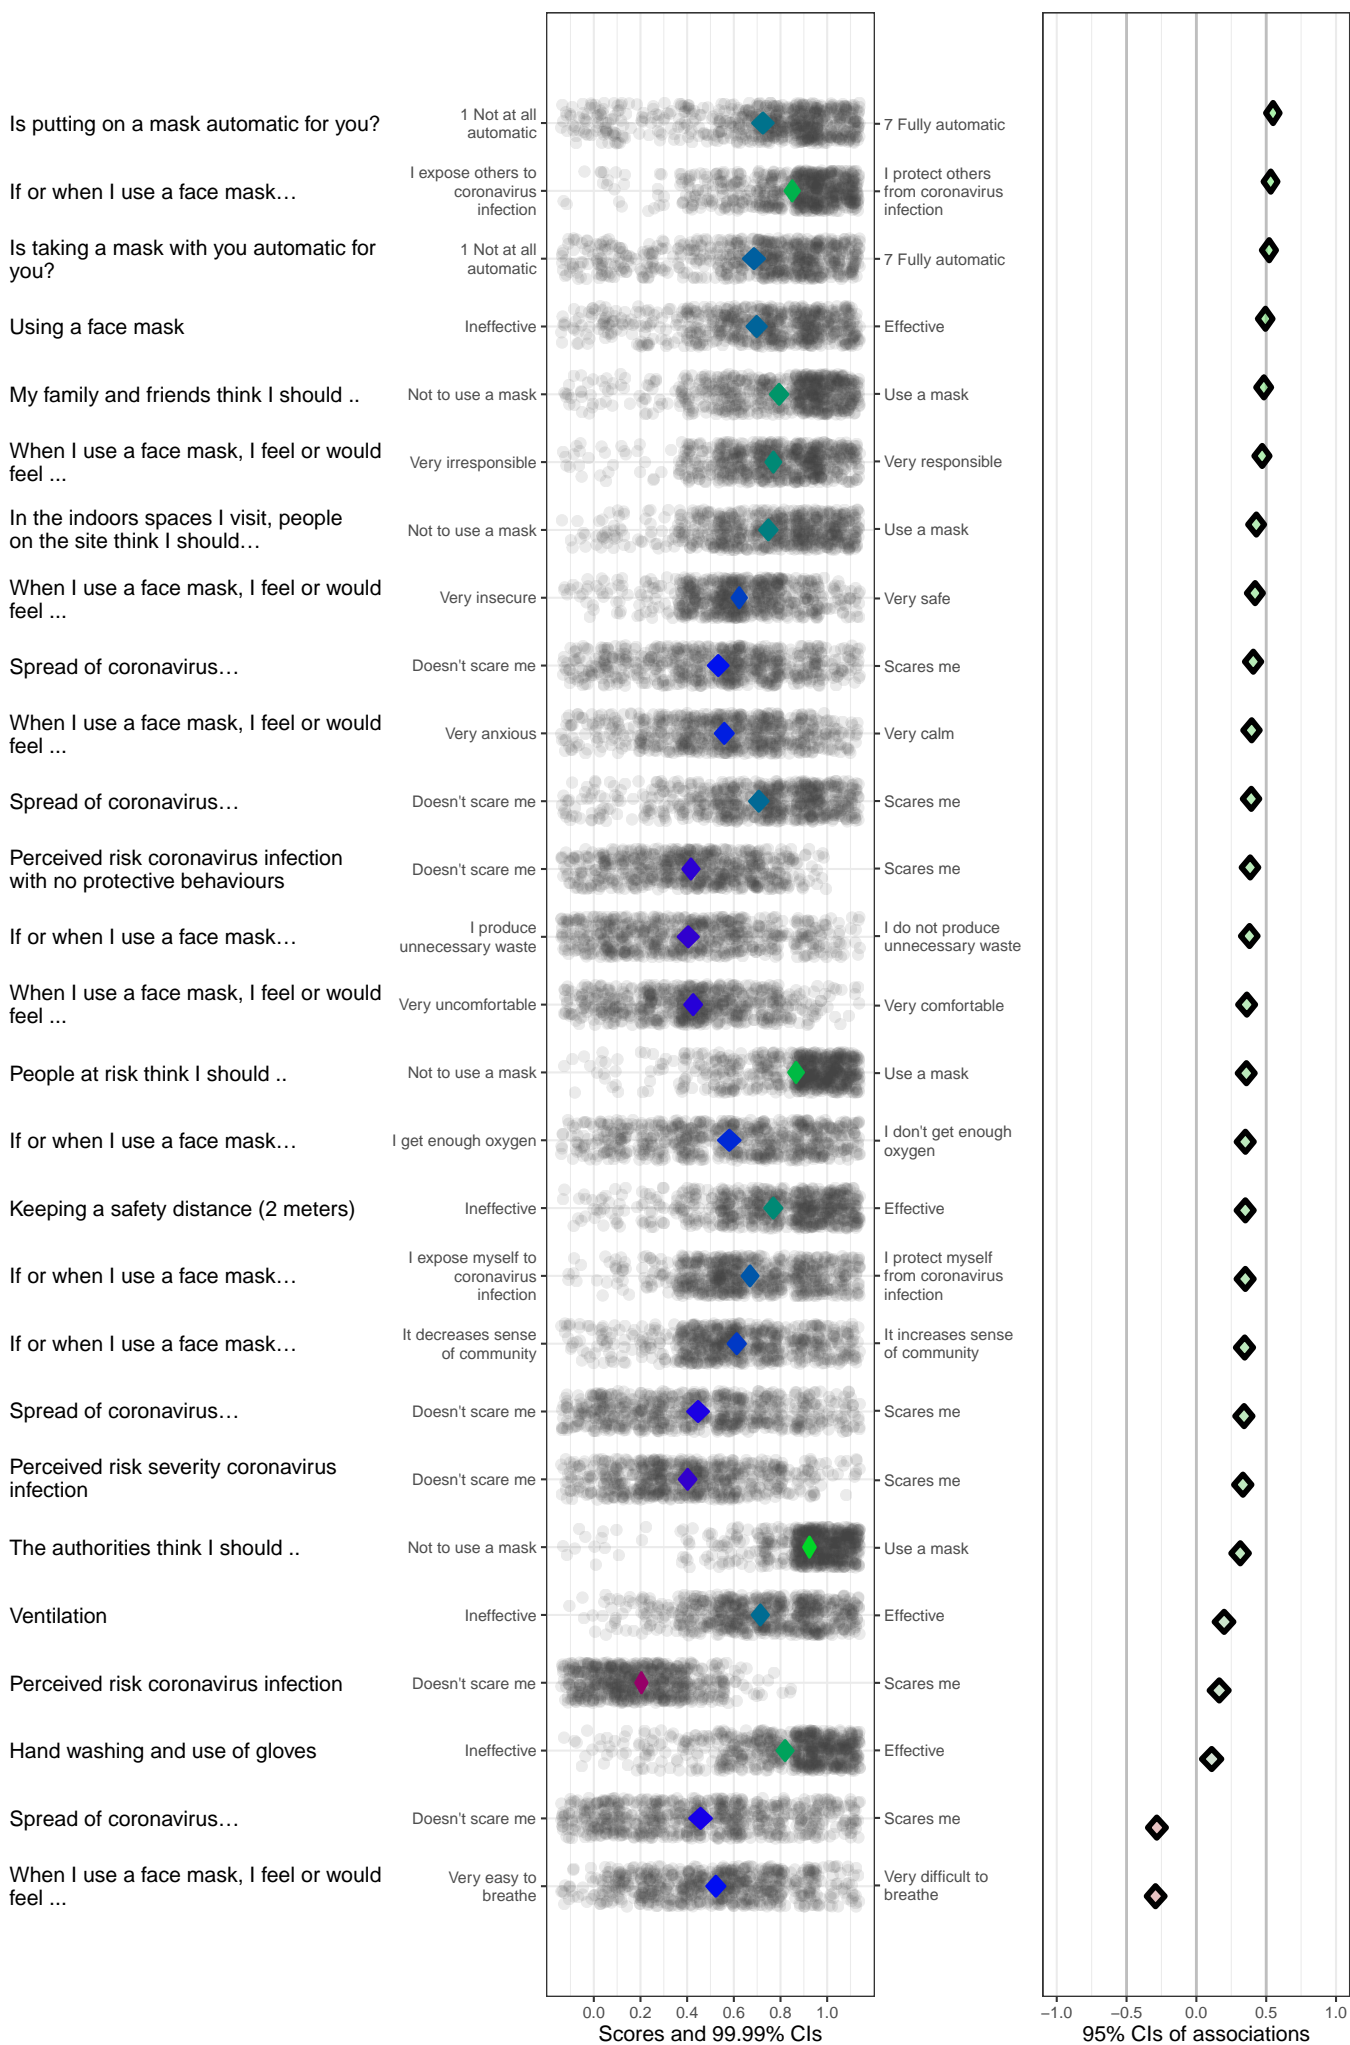 Is putting on a mask automatic for you?
1 Not at all
automatic
7 Fully automatic
If or when I use a face mask…
I expose others to
coronavirus
infection
I protect others
from coronavirus
infection
Is taking a mask with you automatic for
you?
1 Not at all
automatic
7 Fully automatic
Using a face mask
Ineffective
Effective
My family and friends think I should ..
Not to use a mask
Use a mask
When I use a face mask, I feel or would
feel ...
Very irresponsible
Very responsible
In the indoors spaces I visit, people
on the site think I should…
Not to use a mask
Use a mask
When I use a face mask, I feel or would
feel ...
Very insecure
Very safe
Spread of coronavirus…
Doesn't scare me
Scares me
When I use a face mask, I feel or would
feel ...
Very anxious
Very calm
Spread of coronavirus…
Doesn't scare me
Scares me
Perceived risk coronavirus infection
with no protective behaviours
Doesn't scare me
Scares me
If or when I use a face mask…
I produce
unnecessary waste
I do not produce
unnecessary waste
When I use a face mask, I feel or would
feel ...
Very uncomfortable
Very comfortable
People at risk think I should ..
Not to use a mask
Use a mask
If or when I use a face mask…
I get enough oxygen
I don't get enough
oxygen
Keeping a safety distance (2 meters)
Ineffective
Effective
If or when I use a face mask…
I expose myself to
coronavirus
infection
I protect myself
from coronavirus
infection
If or when I use a face mask…
It decreases sense
of community
It increases sense
of community
Spread of coronavirus…
Doesn't scare me
Scares me
Perceived risk severity coronavirus
infection
Doesn't scare me
Scares me
The authorities think I should ..
Not to use a mask
Use a mask
Ventilation
Ineffective
Effective
Perceived risk coronavirus infection
Doesn't scare me
Scares me
Hand washing and use of gloves
Ineffective
Effective
Spread of coronavirus…
Doesn't scare me
Scares me
When I use a face mask, I feel or would
feel ...
Very easy to
breathe
Very difficult to
breathe
0.0 0.2 0.4 0.6 0.8 1.0
Scores and 99.99% CIs
−1.0 −0.5 0.0 0.5 1.0
95% CIs of associations